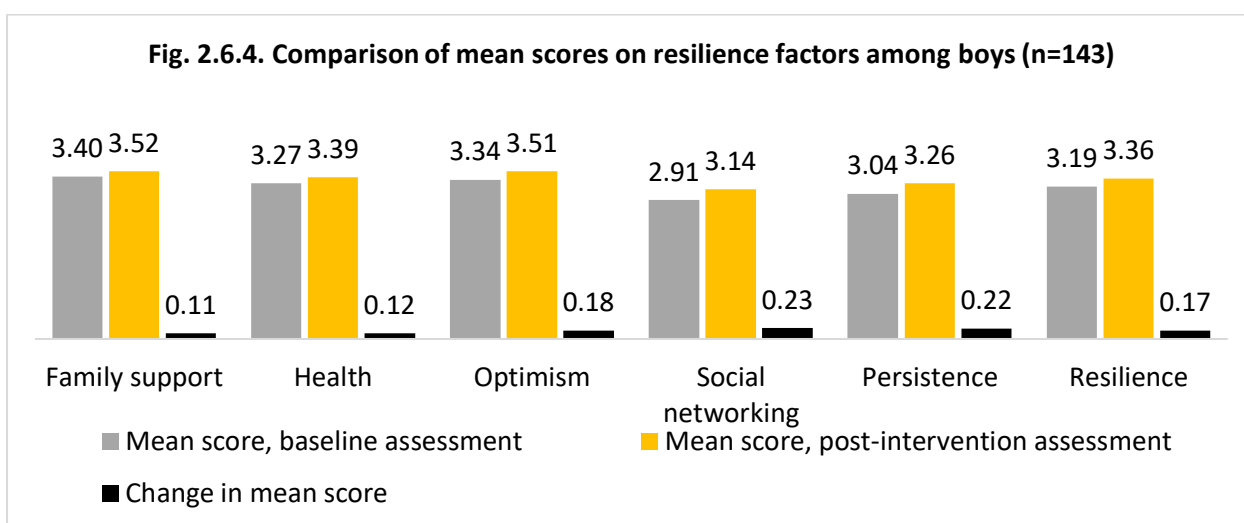 Fig. 2.6.4. Comparison of mean scores on resilience factors among boys (n=143)
3.40 3.52 0.11
3.27 3.39 0.12
3.34 3.51 0.18
2.91 3.14 0.23
3.04 3.26 0.22
3.19 3.36 0.17
Family support
Health
Optimism
Social
networking
Persistence
Resilience
Mean score, baseline assessment
Mean score, post-intervention assessment
Change in mean score